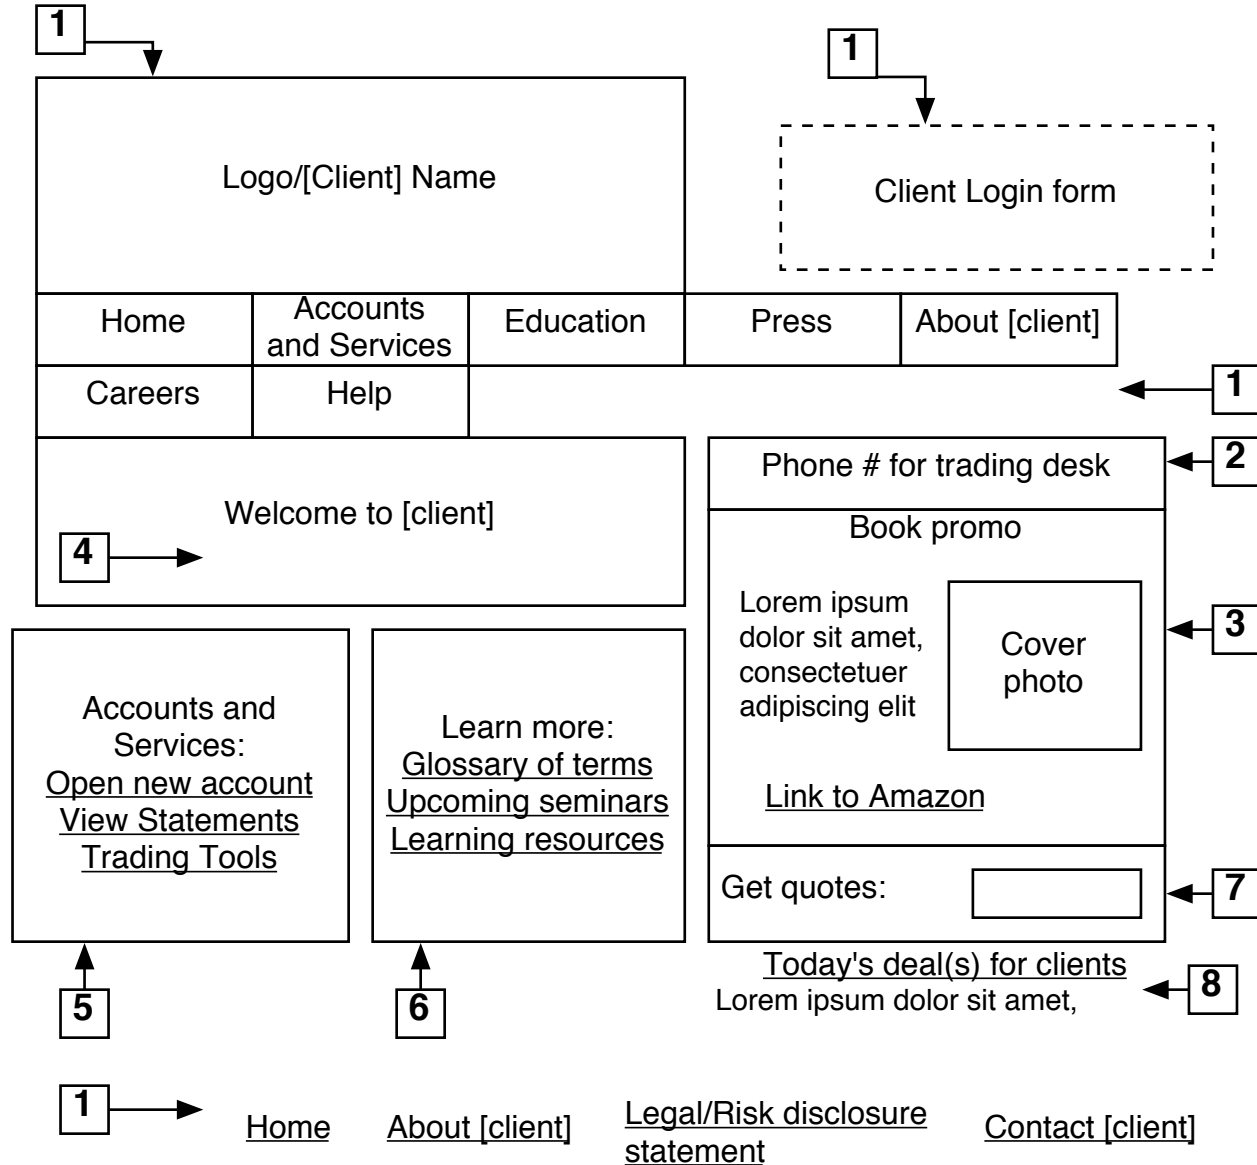 1
1
Logo/[Client] Name
Client Login form
Home
Accounts
and Services
Education
Press
About [client]
Careers
Help
1
Phone # for trading desk
2
Welcome to [client]
4
Book promo
Lorem ipsum
dolor sit amet,
consectetuer
adipiscing elit
Cover
photo
3
Link to Amazon
Accounts and
Services:
Open new account
View Statements
Trading Tools
Learn more:
Glossary of terms
Upcoming seminars
Learning resources
Get quotes:
7
Today's deal(s) for clients
Lorem ipsum dolor sit amet,
8
5
6
1
Home
About [client]
Legal/Risk disclosure
statement
Contact [client]